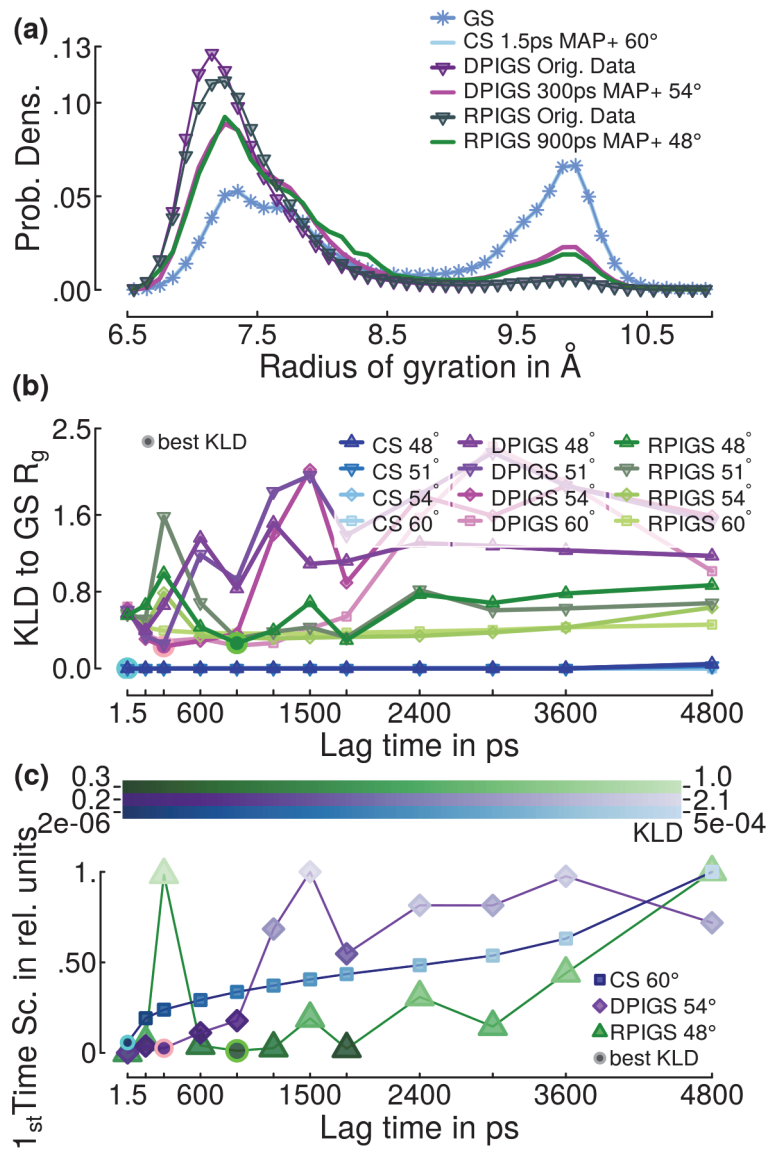 (a)
GS
CS 1.5ps MAP+ 60°
DPIGS Orig. Data
DPIGS 300ps MAP+ 54°
RPIGS Orig. Data
RPIGS 900ps MAP+ 48°
Prob. Dens.
.13
.10
.05
.00
6.5 7.5 8.5 9.5 10.5
Radius of gyration in Å
(b)
best KLD
CS 48° DPIGS 48° RPIGS 48°
CS 51° DPIGS 51° RPIGS 51°
CS 54° DPIGS 54° RPIGS 54°
CS 60° DPIGS 60° RPIGS 60°
KLD to GS Rg
2.5
1.6
0.8
0.0
1.5 600 1500 2400 3600 4800
Lag time in ps
(c)
0.3 1.0
0.2 2.1
2e-06 KLD 5e-04
1st Time Sc. in rel. units
1.
.50
0
CS 60°
DPIGS 54°
RPIGS 48°
best KLD
1.5 600 1500 2400 3600 4800
Lag time in ps